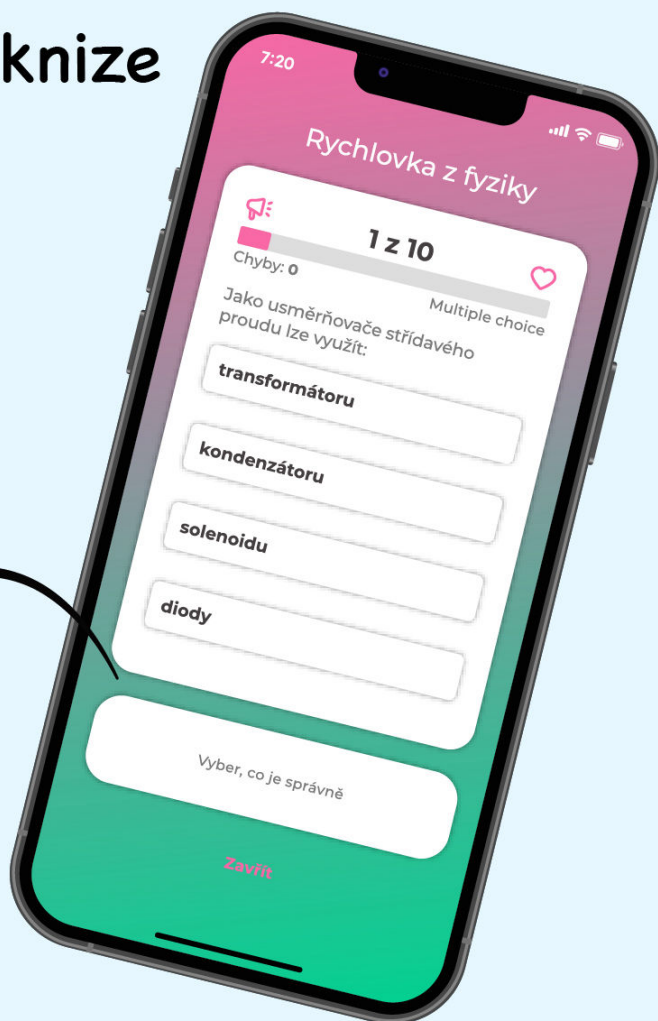 knize
7:20
Rychlovka z fyziky
1 z 10
Chyby: 0
Multiple choice
Jako usměrňovače střídavého
proudu lze využít:
transformátoru
kondenzátoru
solenoidu
diody
Vyber, co je správně
Zavřít